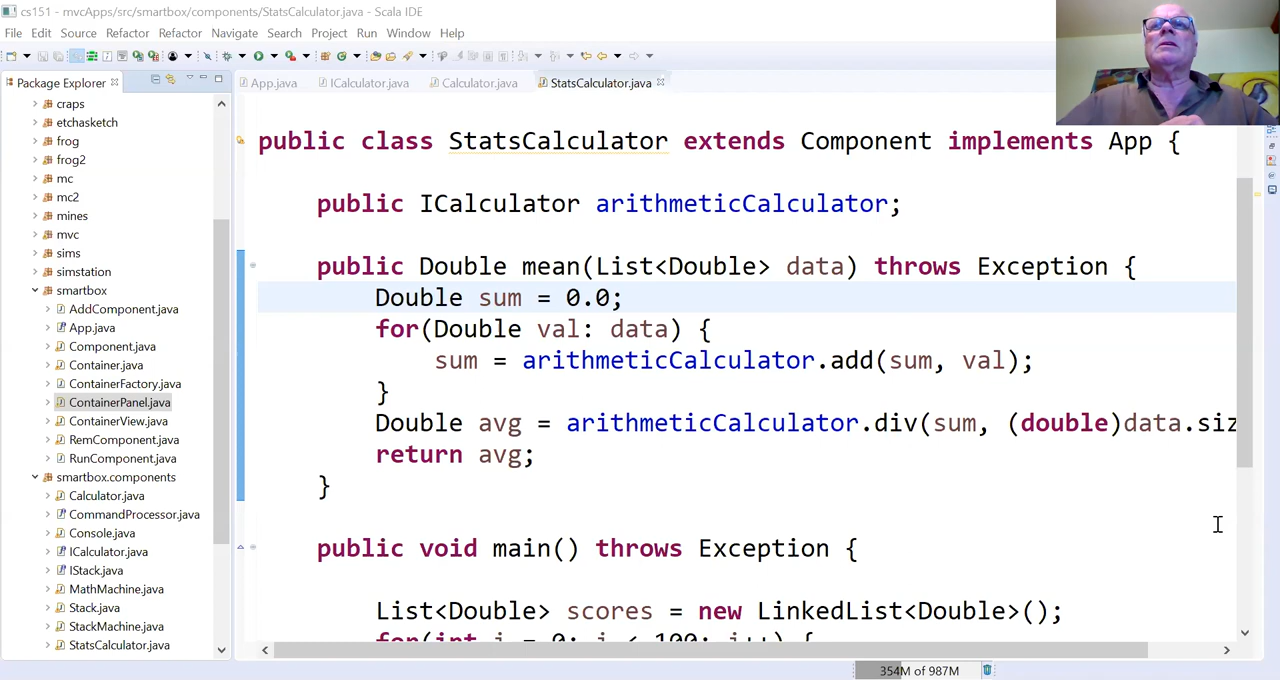 cs151 - mvcApps/src/smartbox/components/StatsCalculator.java - Scala IDE
File Edit Source Refactor Refactor Navigate Search Project Run Window Help
Package Explorer
App.java ICalculator.java Calculator.java StatsCalculator.java
craps
etchasketch
frog
frog2
mc
mc2
mines
mvc
sims
simstation
smartbox
AddComponent.java
App.java
Component.java
Container.java
ContainerFactory.java
ContainerPanel.java
ContainerView.java
RemComponent.java
RunComponent.java
smartbox.components
Calculator.java
CommandProcessor.java
Console.java
ICalculator.java
IStack.java
MathMachine.java
Stack.java
StackMachine.java
StatsCalculator.java
public class StatsCalculator extends Component implements App {
public ICalculator arithmeticCalculator;
public Double mean(List<Double> data) throws Exception {
Double sum = 0.0;
for(Double val: data) {
sum = arithmeticCalculator.add(sum, val);
}
Double avg = arithmeticCalculator.div(sum, (double)data.siz
return avg;
}
public void main() throws Exception {
List<Double> scores = new LinkedList<Double>();
for(int i = 0; i < 100; i++) {
354M of 987M